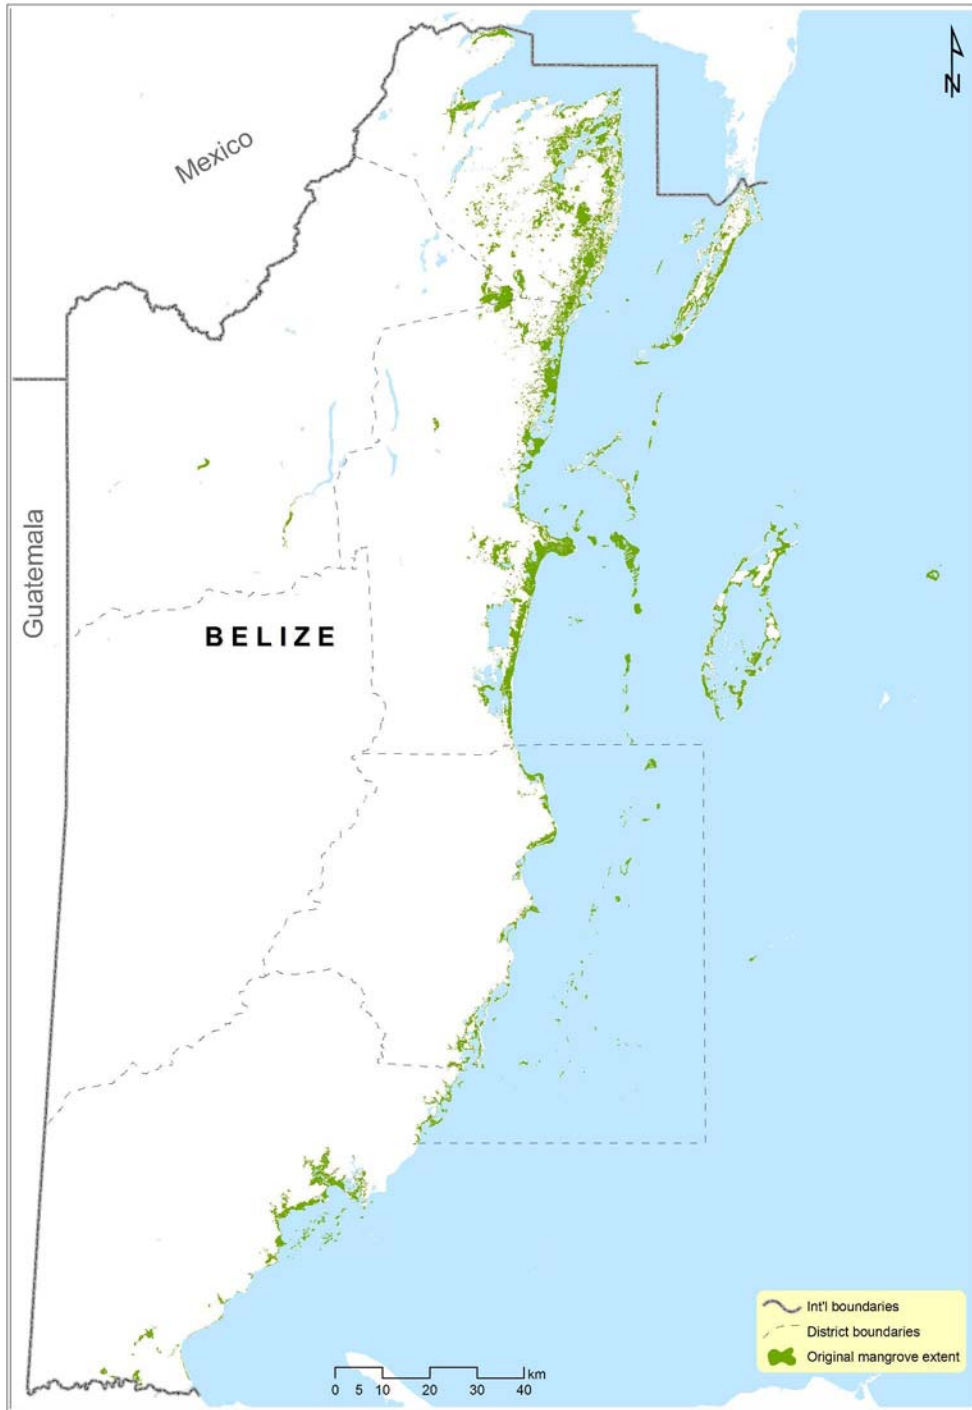 N
Mexico
Guatemala
BELIZE
Int'l boundaries
District boundaries
Original mangrove extent
km
0 5 10 20 30 40